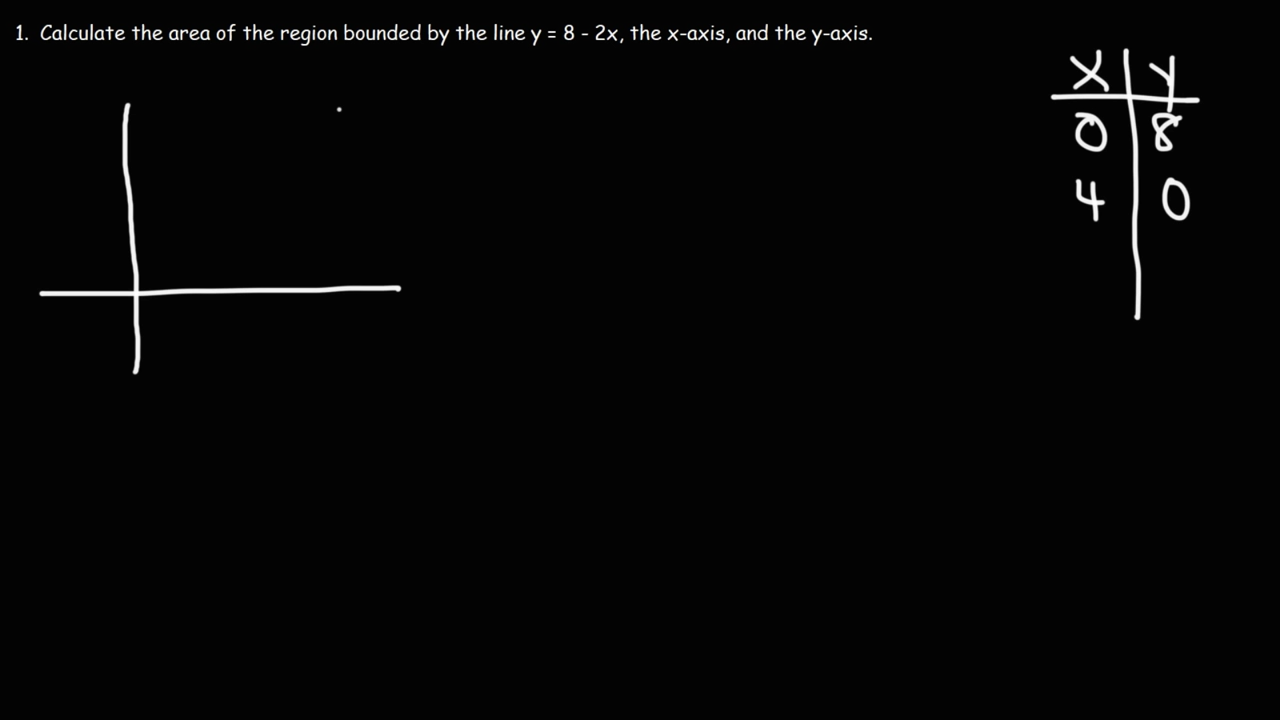 1. Calculate the area of the region bounded by the line y = 8 - 2x, the x-axis, and the y-axis.
x y
0 8
4 0